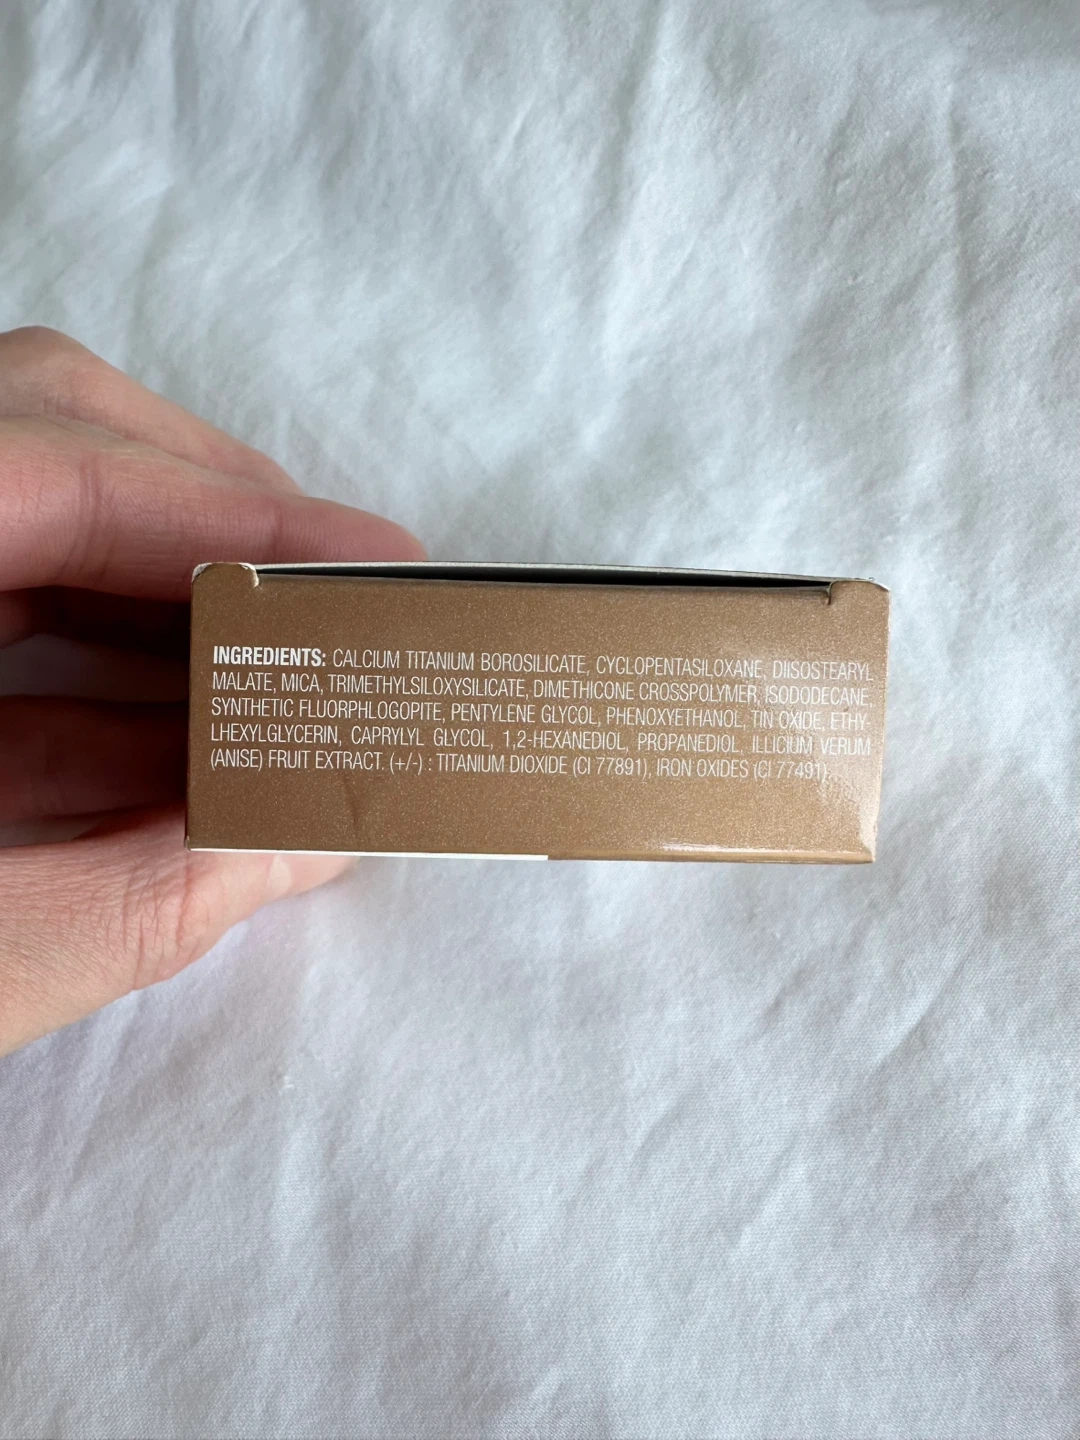 INGREDIENTS: CALCIUM TITANIUM BOROSILICATE, CYCLOPENTASILOXANE, DIISOSTEARYL
MALATE, MICA, TRIMETHYLSILOXYSILICATE, DIMETHICONE CROSSPOLYMER, ISODODECANE,
SYNTHETIC FLUORPHLOGOPITE, PENTYLENE GLYCOL, PHENOXYETHANOL, TIN OXIDE, ETHY-
LHEXYLGLYCERIN, CAPRYLYL GLYCOL, 1,2-HEXANEDIOL, PROPANEDIOL, ILLICIUM VERUM
(ANISE) FRUIT EXTRACT. (+/-) : TITANIUM DIOXIDE (CI 77891), IRON OXIDES (CI 77491).